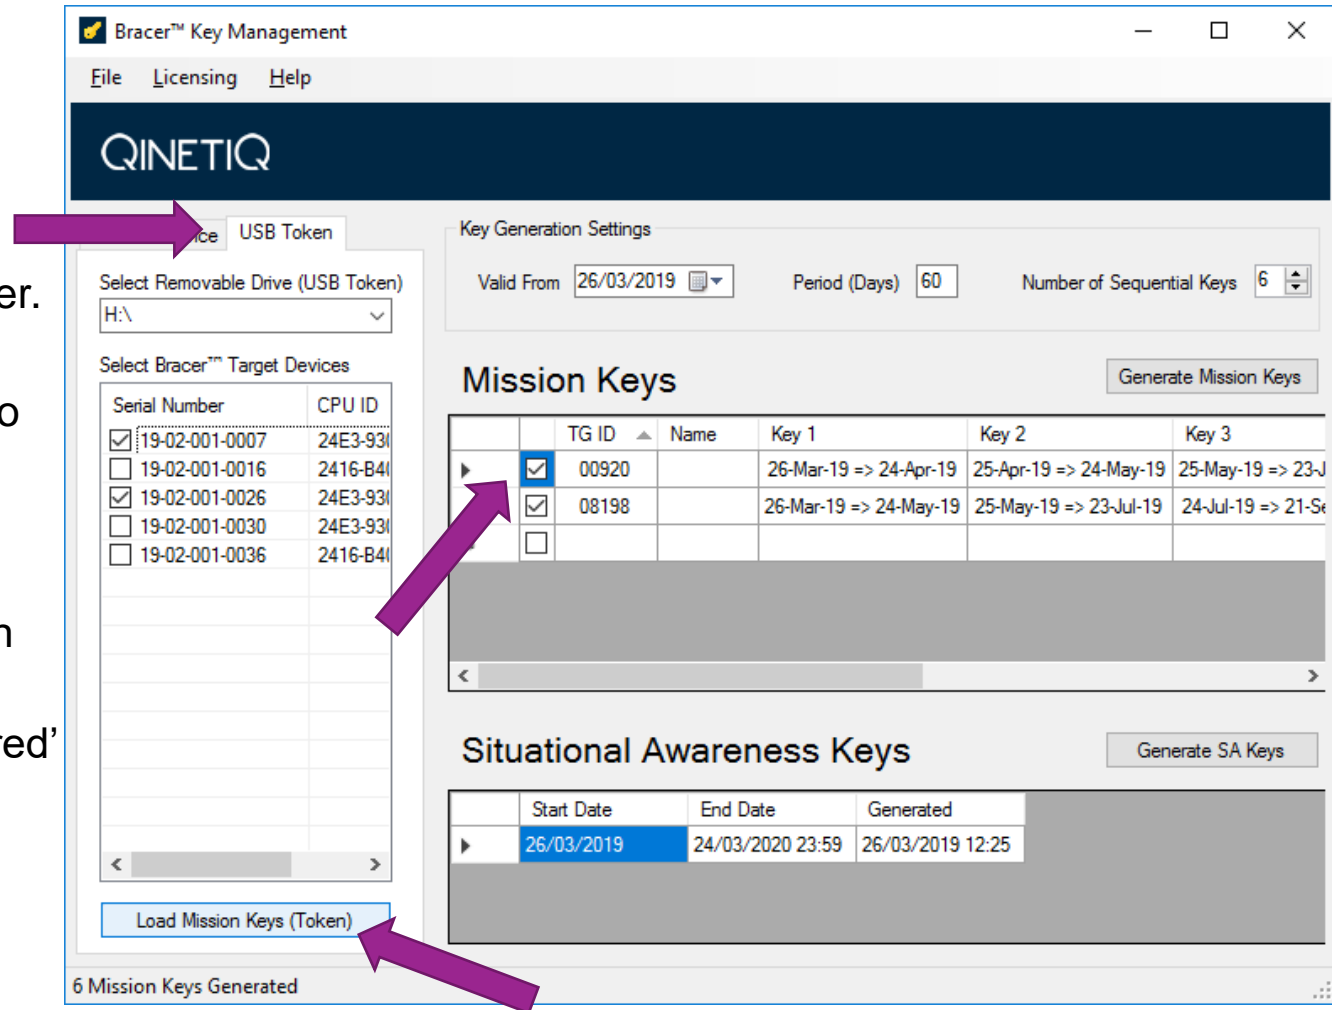 Bracer™ Key Management
File Licensing Help
QINETIQ
USB Token
Key Generation Settings
Valid From 26/03/2019 Period (Days) 60 Number of Sequential Keys 6
er.
Select Removable Drive (USB Token)
H:\
Select Bracer™ Target Devices
o
Serial Number CPU ID
19-02-001-0007 24E3-930
19-02-001-0016 2416-B40
19-02-001-0026 24E3-930
19-02-001-0030 24E3-930
19-02-001-0036 2416-B40
n
red’
Load Mission Keys (Token)
Mission Keys
Generate Mission Keys
TG ID Name Key 1 Key 2 Key 3
00920 26-Mar-19 => 24-Apr-19 25-Apr-19 => 24-May-19 25-May-19 => 23-J
08198 26-Mar-19 => 24-May-19 25-May-19 => 23-Jul-19 24-Jul-19 => 21-Se
Situational Awareness Keys
Generate SA Keys
Start Date End Date Generated
26/03/2019 24/03/2020 23:59 26/03/2019 12:25
6 Mission Keys Generated